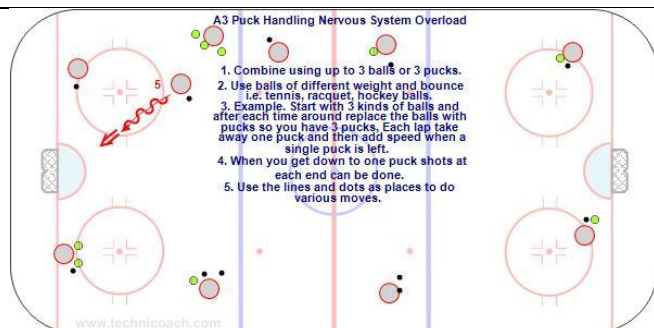 A3 Puck Handling Nervous System Overload
1. Combine using up to 3 balls or 3 pucks.
2. Use balls of different weight and bounce
i.e. tennis, racquet, hockey balls.
3. Example. Start with 3 kinds of balls and
after each time around replace the balls with
pucks so you have 3 pucks, Each lap take
away one puck and then add speed when a
single puck is left.
4. When you get down to one puck shots at
each end can be done.
5. Use the lines and dots as places to do
various moves.
5
www.technicoach.com